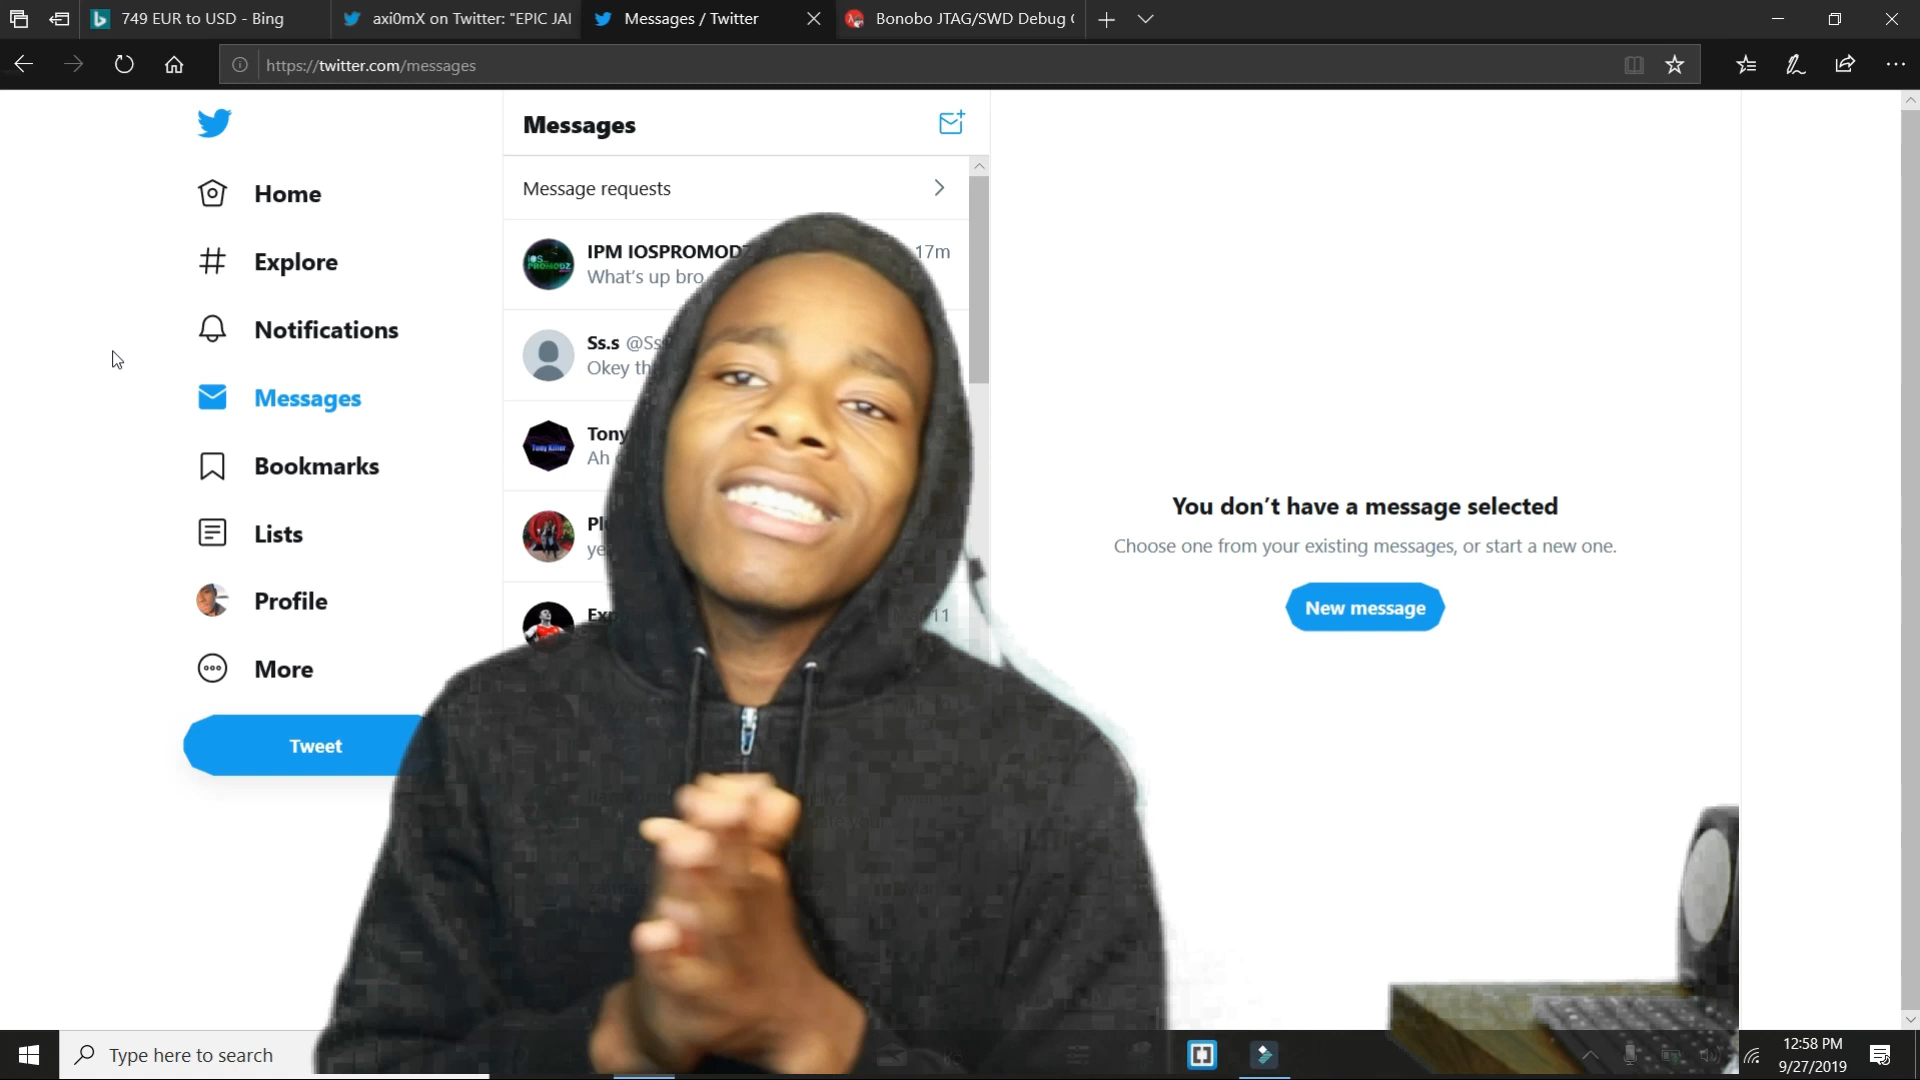 749 EUR to USD - Bing
axi0mX on Twitter: "EPIC JAI
Messages / Twitter
Bonobo JTAG/SWD Debug
https://twitter.com/messages
Messages
Message requests
Home
Explore
Notifications
Messages
Bookmarks
Lists
Profile
More
Tweet
IPM IOSPROMODZ
17m
What's up bro
Ss.s @Ss
Okey th
Tony
Ah
You don't have a message selected
Choose one from your existing messages, or start a new one.
New message
Type here to search
12:58 PM
9/27/2019